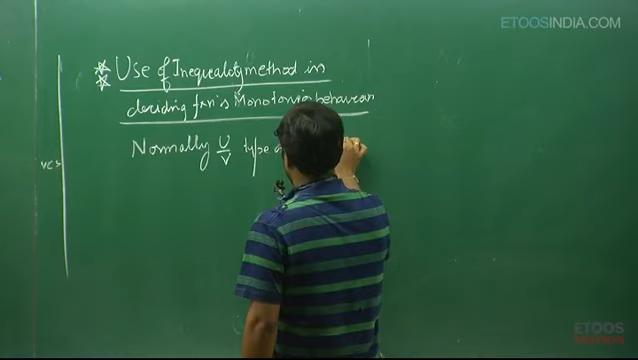 ETOOSINDIA.COM
** Use of Inequality method in
deciding fxn's Monotonic behaviour
Normally U/V type
ETOOS